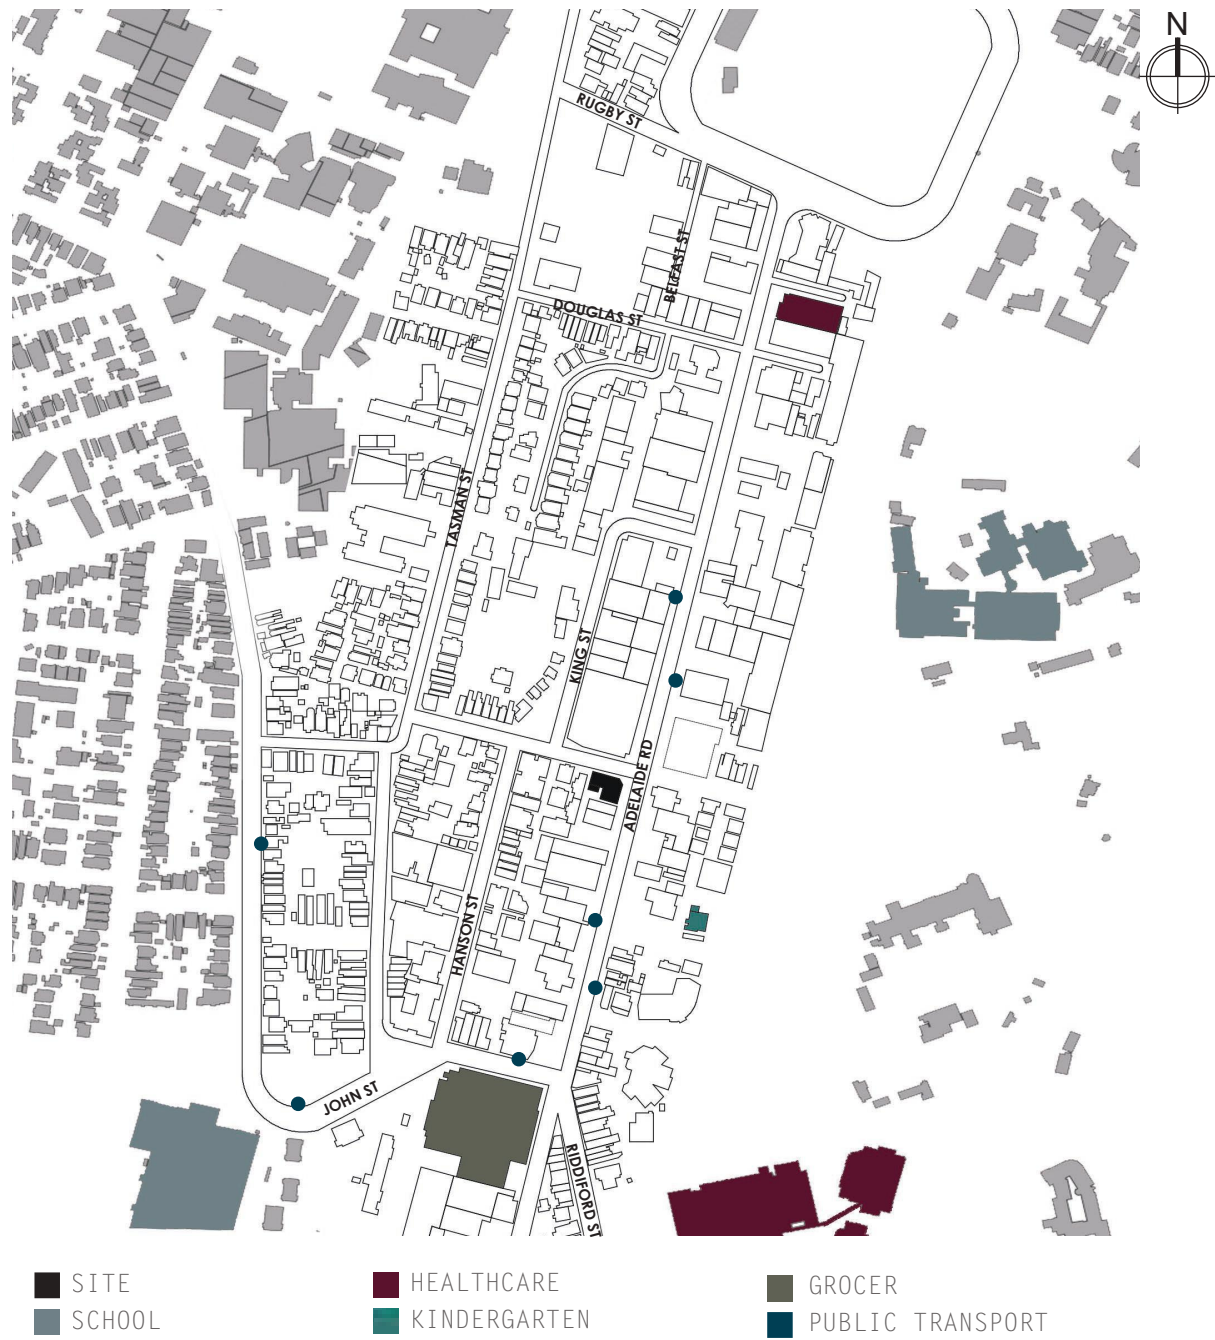 N
RUGBY ST
BELFAST ST
DOUGLAS ST
TASMAN ST
KING ST
ADELAIDE RD
HANSON ST
JOHN ST
RIDDIFORD ST
SITE
HEALTHCARE
GROCER
SCHOOL
KINDERGARTEN
PUBLIC TRANSPORT